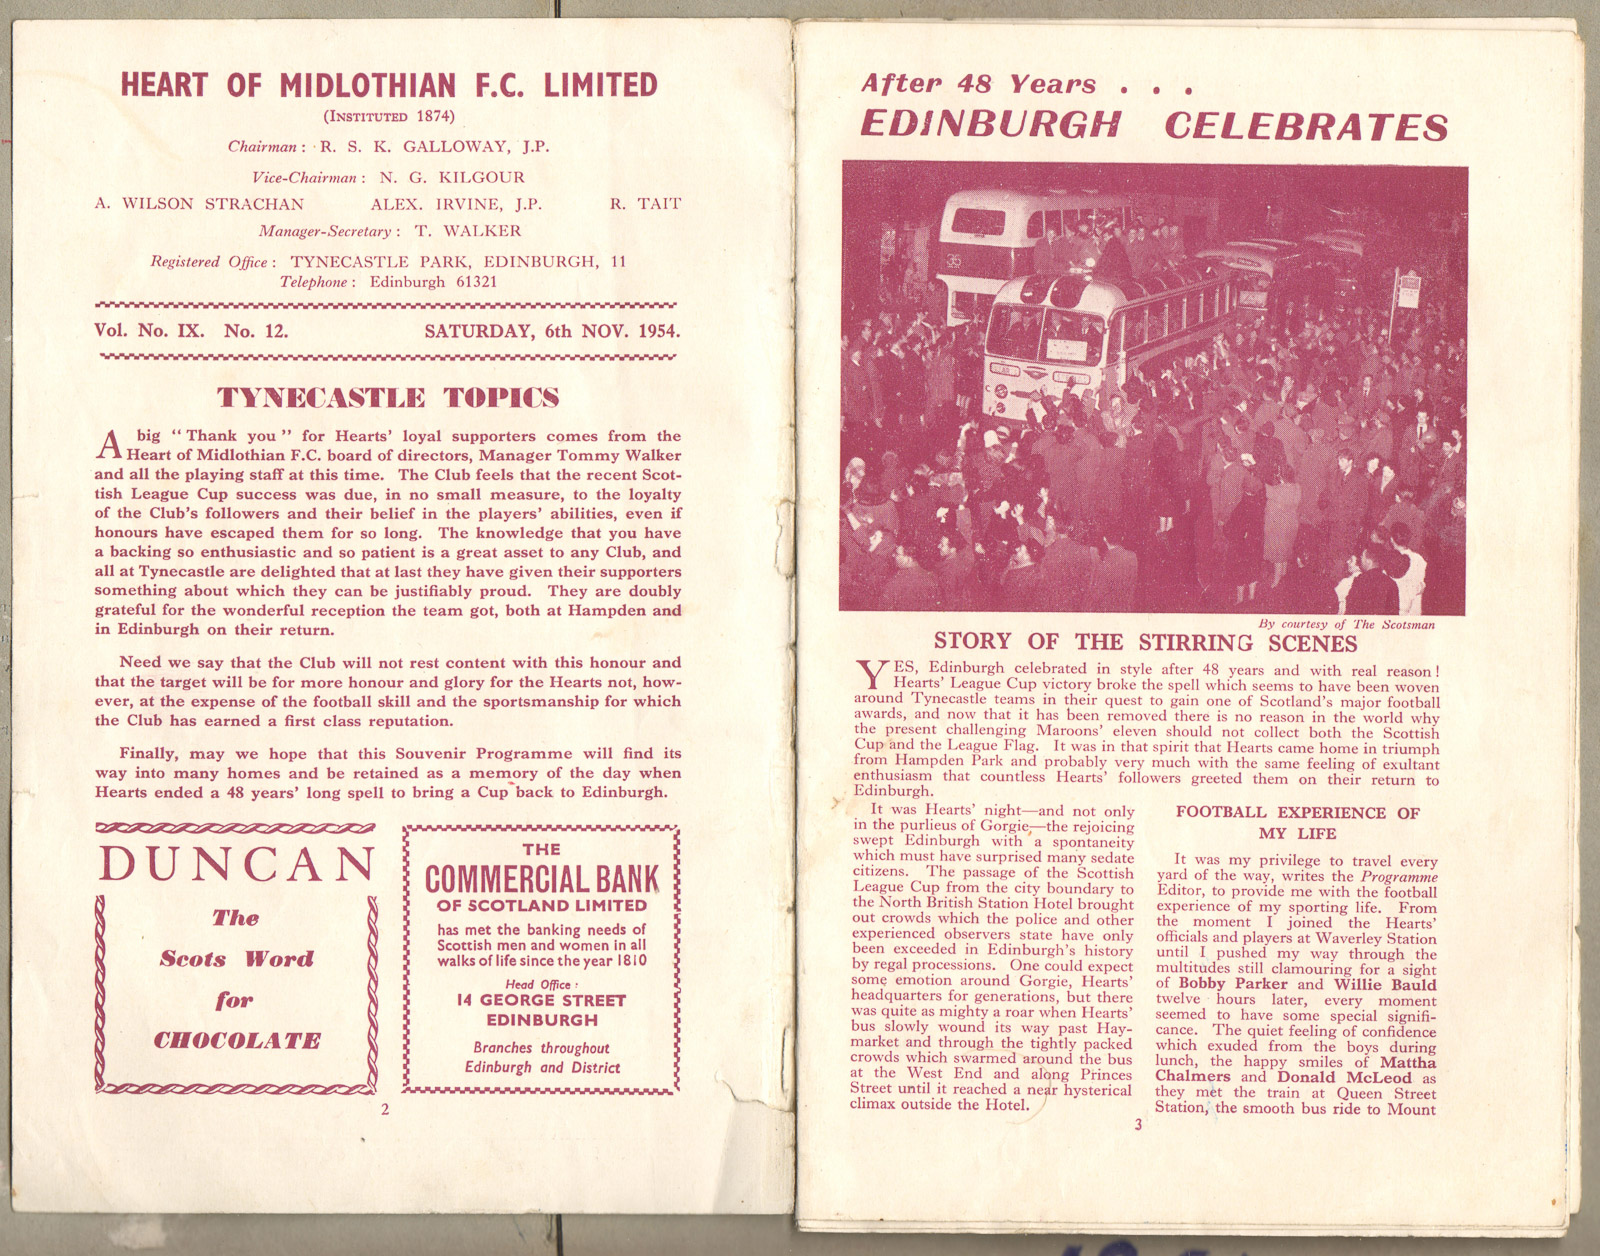 HEART OF MIDLOTHIAN F.C. LIMITED
(INSTITUTED 1874)
Chairman : R. S. K. GALLOWAY, J.P.
Vice-Chairman : N. G. KILGOUR
A. WILSON STRACHAN ALEX. IRVINE, J.P. R. TAIT
Manager-Secretary : T. WALKER
Registered Office : TYNECASTLE PARK, EDINBURGH, 11
Telephone : Edinburgh 61321
Vol. No. IX. No. 12. SATURDAY, 6th NOV. 1954.
TYNECASTLE TOPICS
A big “Thank you” for Hearts’ loyal supporters comes from the
Heart of Midlothian F.C. board of directors, Manager Tommy Walker
and all the playing staff at this time. The Club feels that the recent Scot-
tish League Cup success was due, in no small measure, to the loyalty
of the Club’s followers and their belief in the players’ abilities, even if
honours have escaped them for so long. The knowledge that you have
a backing so enthusiastic and so patient is a great asset to any Club, and
all at Tynecastle are delighted that at last they have given their supporters
something about which they can be justifiably proud. They are doubly
grateful for the wonderful reception the team got, both at Hampden and
in Edinburgh on their return.
Need we say that the Club will not rest content with this honour and
that the target will be for more honour and glory for the Hearts not, how-
ever, at the expense of the football skill and the sportsmanship for which
the Club has earned a first class reputation.
Finally, may we hope that this Souvenir Programme will find its
way into many homes and be retained as a memory of the day when
Hearts ended a 48 years’ long spell to bring a Cup back to Edinburgh.
DUNCAN
The
Scots Word
for
CHOCOLATE
THE
COMMERCIAL BANK
OF SCOTLAND LIMITED
has met the banking needs of
Scottish men and women in all
walks of life since the year 1810
Head Office :
14 GEORGE STREET
EDINBURGH
Branches throughout
Edinburgh and District
2
After 48 Years . . .
EDINBURGH CELEBRATES
35
By courtesy of The Scotsman
STORY OF THE STIRRING SCENES
YES, Edinburgh celebrated in style after 48 years and with real reason !
Hearts’ League Cup victory broke the spell which seems to have been woven
around Tynecastle teams in their quest to gain one of Scotland’s major football
awards, and now that it has been removed there is no reason in the world why
the present challenging Maroons’ eleven should not collect both the Scottish
Cup and the League Flag. It was in that spirit that Hearts came home in triumph
from Hampden Park and probably very much with the same feeling of exultant
enthusiasm that countless Hearts’ followers greeted them on their return to
Edinburgh.
It was Hearts’ night—and not only
in the purlieus of Gorgie,—the rejoicing
swept Edinburgh with a spontaneity
which must have surprised many sedate
citizens. The passage of the Scottish
League Cup from the city boundary to
the North British Station Hotel brought
out crowds which the police and other
experienced observers state have only
been exceeded in Edinburgh’s history
by regal processions. One could expect
some emotion around Gorgie, Hearts’
headquarters for generations, but there
was quite as mighty a roar when Hearts’
bus slowly wound its way past Hay-
market and through the tightly packed
crowds which swarmed around the bus
at the West End and along Princes
Street until it reached a near hysterical
climax outside the Hotel.
FOOTBALL EXPERIENCE OF
MY LIFE
It was my privilege to travel every
yard of the way, writes the Programme
Editor, to provide me with the football
experience of my sporting life. From
the moment I joined the Hearts’
officials and players at Waverley Station
until I pushed my way through the
multitudes still clamouring for a sight
of Bobby Parker and Willie Bauld
twelve hours later, every moment
seemed to have some special signifi-
cance. The quiet feeling of confidence
which exuded from the boys during
lunch, the happy smiles of Mattha
Chalmers and Donald McLeod as
they met the train at Queen Street
Station, the smooth bus ride to Mount
3